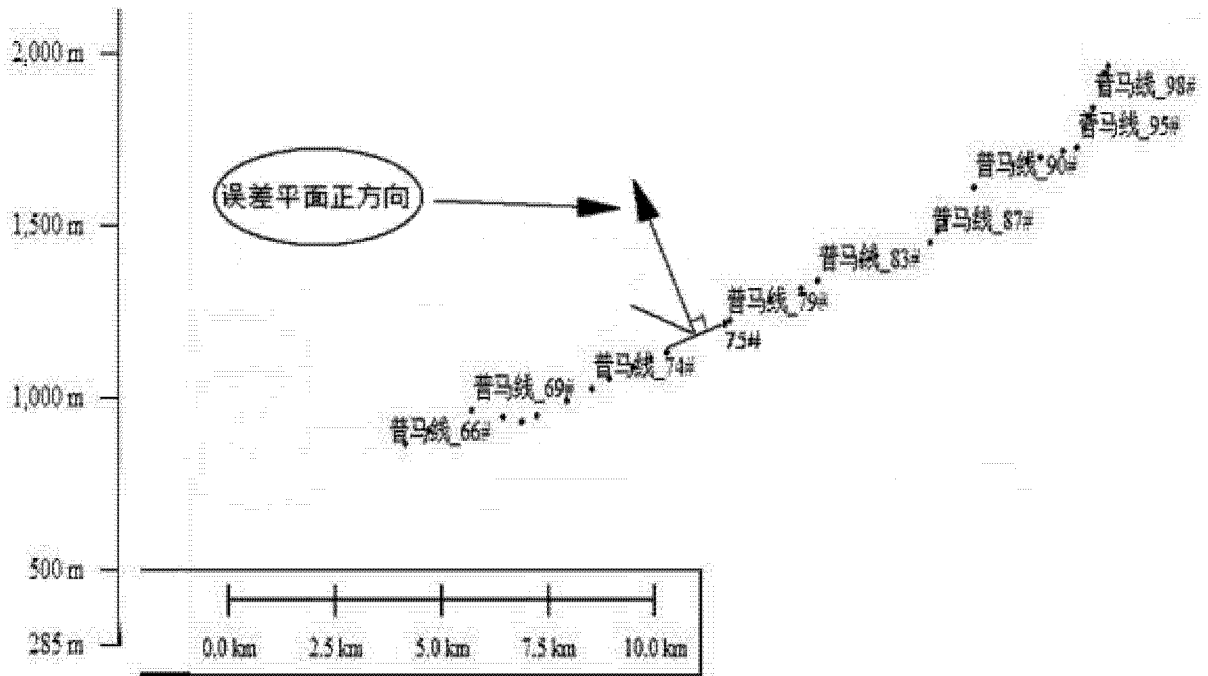 2,000 m
普马线_98#
普马线_95#
普马线_90#
误差平面正方向
1,500 m
普马线_87#
普马线_83#
普马线_79#
75#
普马线_74#
1,000 m
普马线_69#
普马线_66#
500 m
285 m
0.0 km 2.5 km 5.0 km 7.5 km 10.0 km